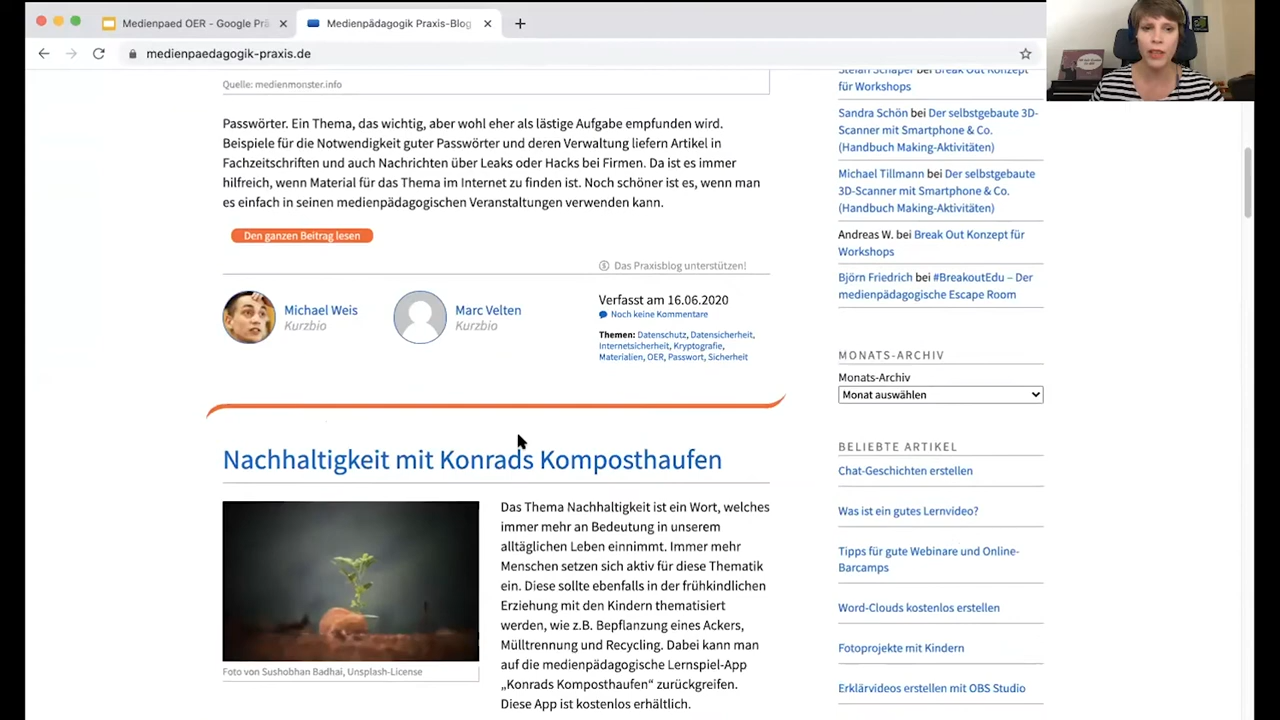 Medienpaed OER - Google Prä
Medienpädagogik Praxis-Blog
medienpaedagogik-praxis.de
Quelle: medienmonster.info
Passwörter. Ein Thema, das wichtig, aber wohl eher als lästige Aufgabe empfunden wird.
Beispiele für die Notwendigkeit guter Passwörter und deren Verwaltung liefern Artikel in
Fachzeitschriften und auch Nachrichten über Leaks oder Hacks bei Firmen. Da ist es immer
hilfreich, wenn Material für das Thema im Internet zu finden ist. Noch schöner ist es, wenn man
es einfach in seinen medienpädagogischen Veranstaltungen verwenden kann.
Den ganzen Beitrag lesen
Das Praxisblog unterstützen!
Michael Weis
Kurzbio
Marc Velten
Kurzbio
Verfasst am 16.06.2020
Noch keine Kommentare
Themen: Datenschutz, Datensicherheit,
Internetsicherheit, Kryptografie,
Materialien, OER, Passwort, Sicherheit
Nachhaltigkeit mit Konrads Komposthaufen
Foto von Sushobhan Badhai, Unsplash-License
Das Thema Nachhaltigkeit ist ein Wort, welches
immer mehr an Bedeutung in unserem
alltäglichen Leben einnimmt. Immer mehr
Menschen setzen sich aktiv für diese Thematik
ein. Diese sollte ebenfalls in der frühkindlichen
Erziehung mit den Kindern thematisiert
werden, wie z.B. Bepflanzung eines Ackers,
Mülltrennung und Recycling. Dabei kann man
auf die medienpädagogische Lernspiel-App
„Konrads Komposthaufen“ zurückgreifen.
Diese App ist kostenlos erhältlich.
Stefan Schaper bei Break Out Konzept
für Workshops
Sandra Schön bei Der selbstgebaute 3D-
Scanner mit Smartphone & Co.
(Handbuch Making-Aktivitäten)
Michael Tillmann bei Der selbstgebaute
3D-Scanner mit Smartphone & Co.
(Handbuch Making-Aktivitäten)
Andreas W. bei Break Out Konzept für
Workshops
Björn Friedrich bei #BreakoutEdu – Der
medienpädagogische Escape Room
MONATS-ARCHIV
Monats-Archiv
Monat auswählen
BELIEBTE ARTIKEL
Chat-Geschichten erstellen
Was ist ein gutes Lernvideo?
Tipps für gute Webinare und Online-
Barcamps
Word-Clouds kostenlos erstellen
Fotoprojekte mit Kindern
Erklärvideos erstellen mit OBS Studio